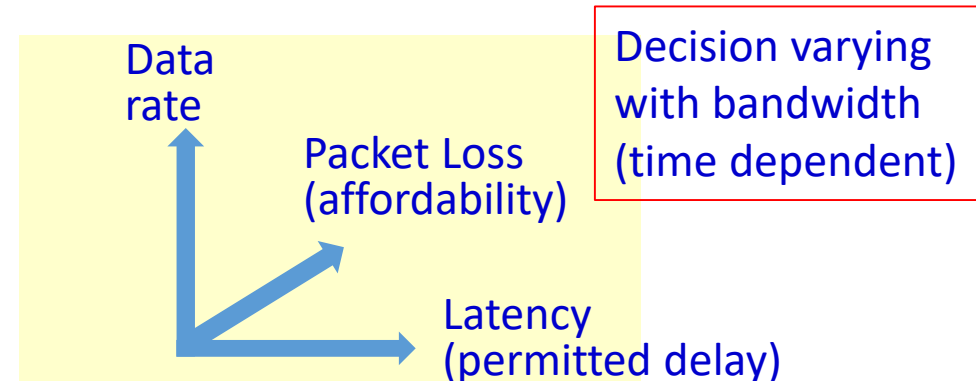 Data
rate
Packet Loss
(affordability)
Latency
(permitted delay)
Decision varying
with bandwidth
(time dependent)